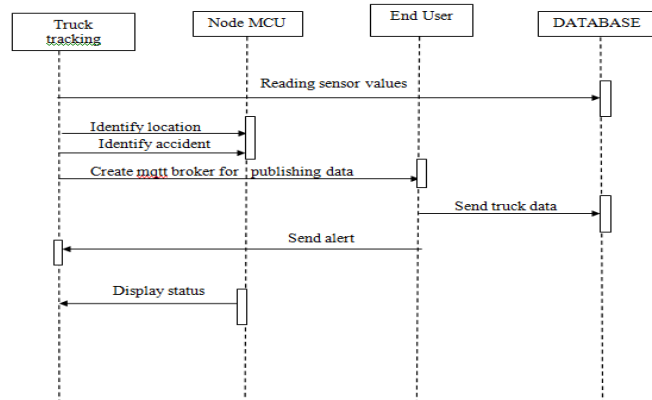 Truck
tracking
Node MCU
End User
DATABASE
Reading sensor values
Identify location
Identify accident
Create mqtt broker for publishing data
Send truck data
Send alert
Display status